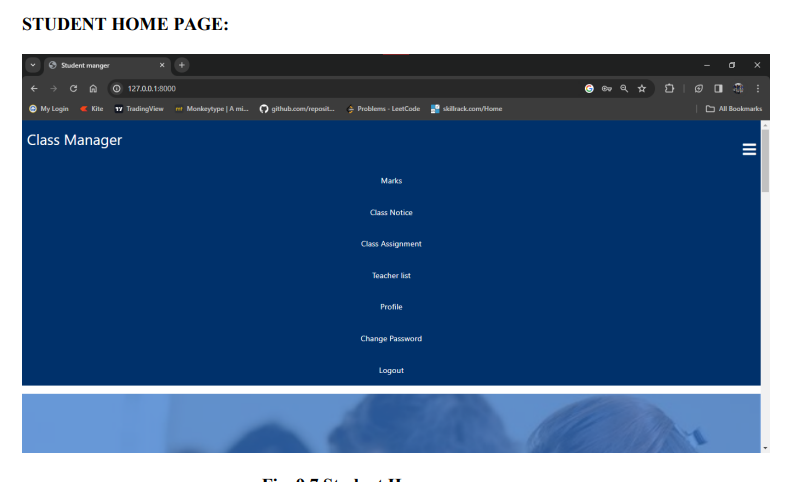 STUDENT HOME PAGE:
Student manger
127.0.0.1:8000
My Login Kite TradingView Monkeytype | A mi... github.com/reposit... Problems - LeetCode skillrack.com/Home All Bookmarks
Class Manager
Marks
Class Notice
Class Assignment
Teacher list
Profile
Change Password
Logout